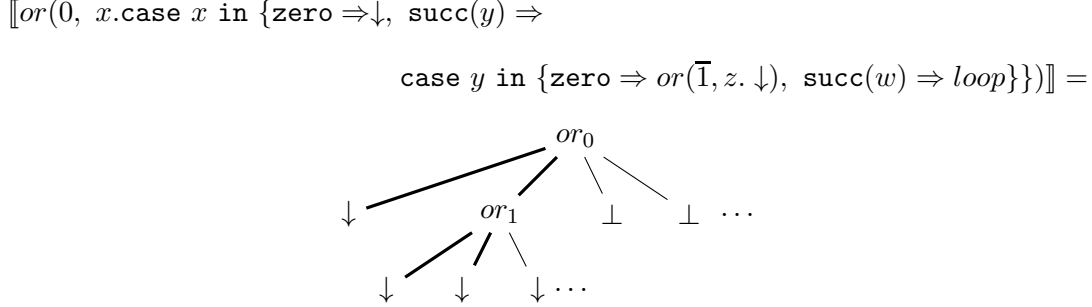 ⟦or(0, x.case x in {zero ⇒↓, succ(y) ⇒
case y in {zero ⇒ or(1̅, z. ↓), succ(w) ⇒ loop}})⟧ =
or₀
↓ or₁ ⊥ ⊥ ⋯
↓ ↓ ↓ ⋯